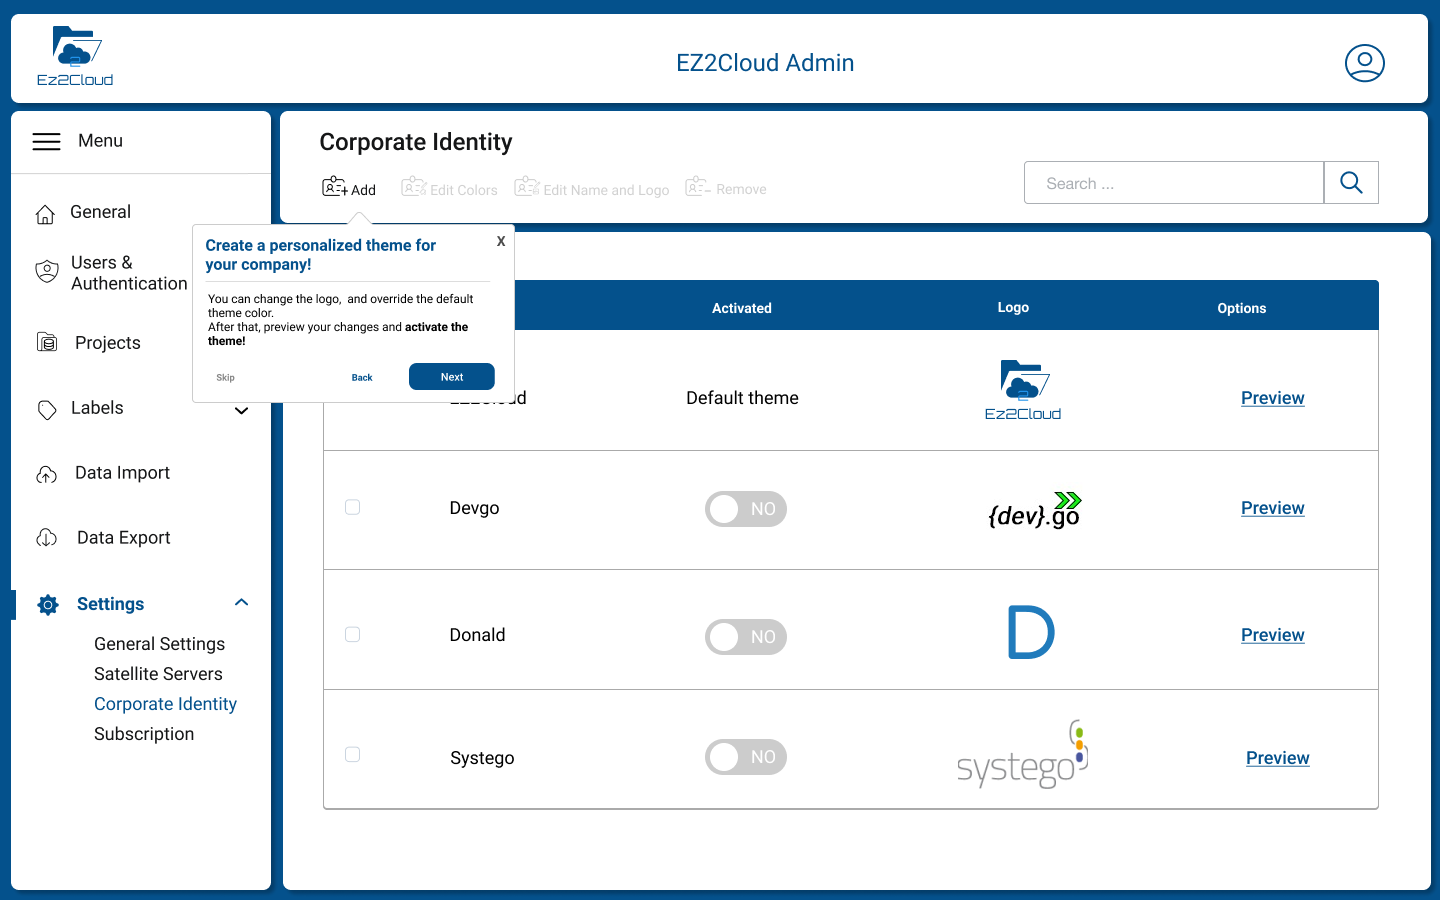 Ez2Cloud
EZ2Cloud Admin
Menu
General
Users &
Authentication
Projects
Labels
Data Import
Data Export
Settings
General Settings
Satellite Servers
Corporate Identity
Subscription
Corporate Identity
Add
Edit Colors
Edit Name and Logo
Remove
Search ...
Create a personalized theme for
your company!
X
You can change the logo, and override the default
theme color.
After that, preview your changes and activate the
theme!
Skip
Back
Next
Activated
Logo
Options
EZ2Cloud
Default theme
Ez2Cloud
Preview
Devgo
NO
{dev}.go
Preview
Donald
NO
D
Preview
Systego
NO
systego
Preview